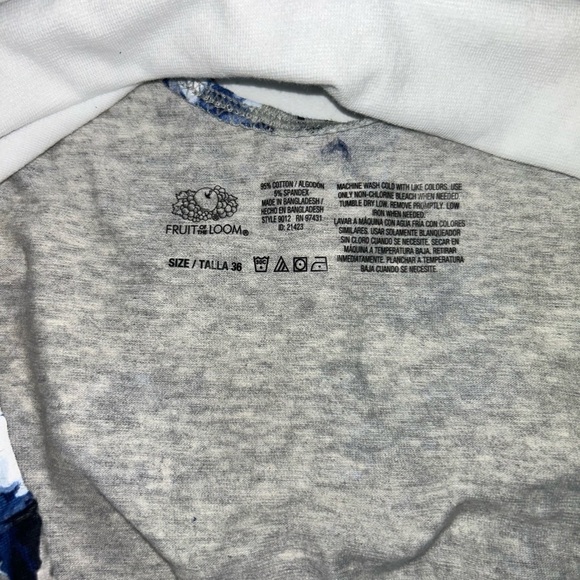 FRUIT OF THE LOOM®
SIZE / TALLA 36
95% COTTON / ALGODÓN
5% SPANDEX
MADE IN BANGLADESH /
HECHO EN BANGLADESH
STYLE 9012 RN 97431
ID: 21423
MACHINE WASH COLD WITH LIKE COLORS. USE
ONLY NON-CHLORINE BLEACH WHEN NEEDED.
TUMBLE DRY LOW. REMOVE PROMPTLY. LOW
IRON WHEN NEEDED.
LAVAR A MÁQUINA CON AGUA FRÍA CON COLORES
SIMILARES. USAR SOLAMENTE BLANQUEADOR
SIN CLORO CUANDO SE NECESITE. SECAR EN
MÁQUINA A TEMPERATURA BAJA. RETIRAR
INMEDIATAMENTE. PLANCHAR A TEMPERATURA
BAJA CUANDO SE NECESITE.